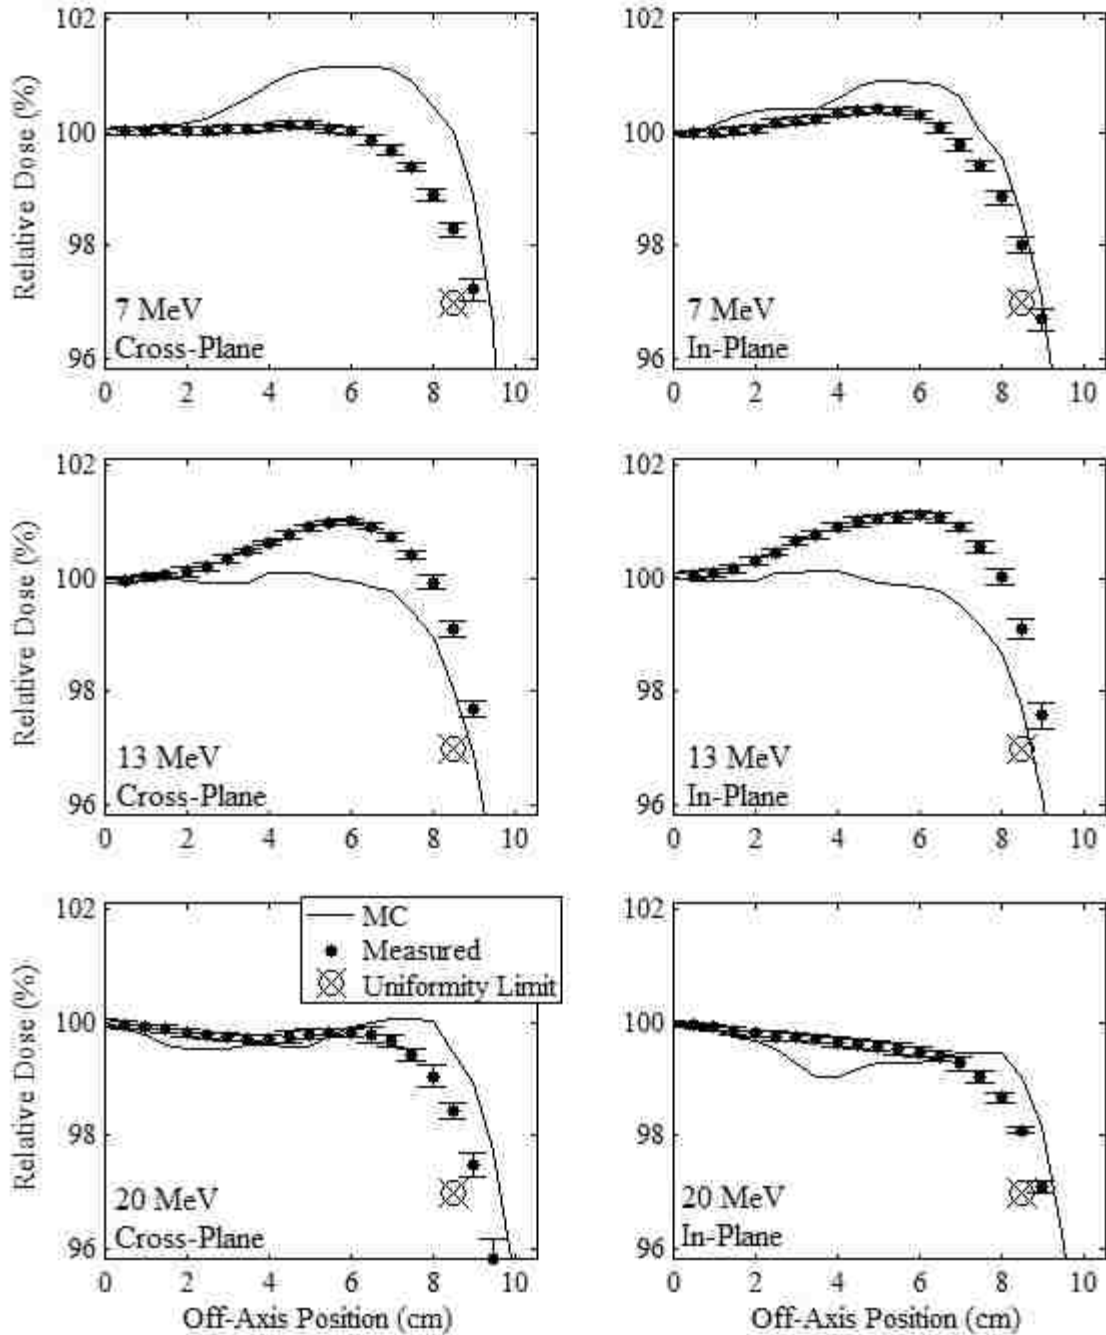 102
100
98
96
Relative Dose (%)
7 MeV
Cross-Plane
0 2 4 6 8 10
102
100
98
96
7 MeV
In-Plane
0 2 4 6 8 10
102
100
98
96
Relative Dose (%)
13 MeV
Cross-Plane
0 2 4 6 8 10
102
100
98
96
13 MeV
In-Plane
0 2 4 6 8 10
102
100
98
96
Relative Dose (%)
MC
Measured
Uniformity Limit
20 MeV
Cross-Plane
0 2 4 6 8 10
Off-Axis Position (cm)
102
100
98
96
20 MeV
In-Plane
0 2 4 6 8 10
Off-Axis Position (cm)